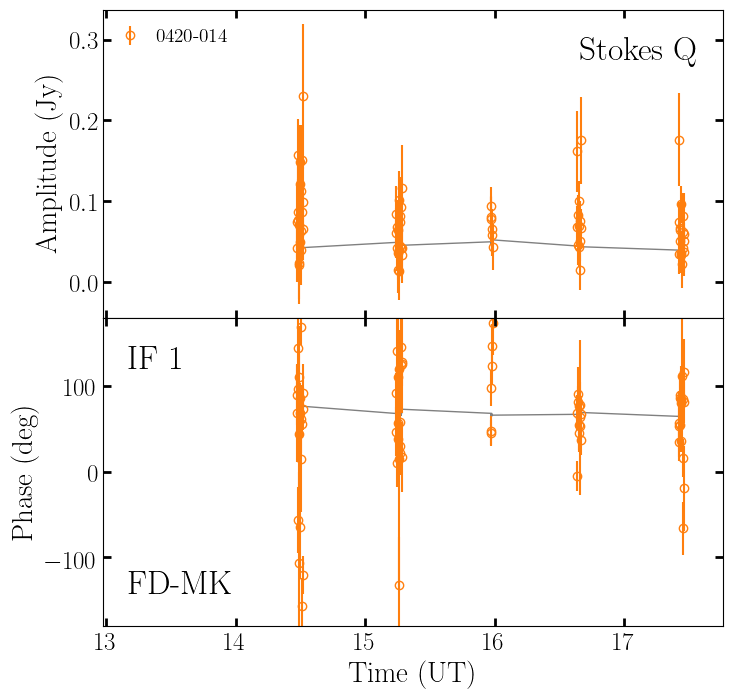 0420-014
Stokes Q
0.3
0.2
0.1
0.0
Amplitude (Jy)
IF 1
100
0
−100
Phase (deg)
FD-MK
13 14 15 16 17
Time (UT)